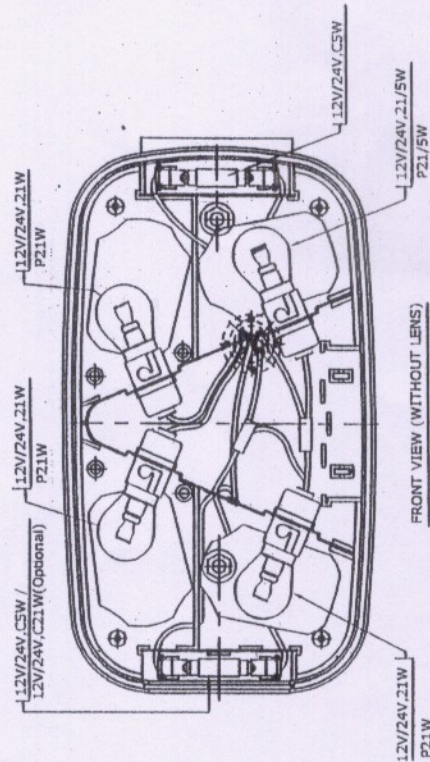 12V/24V,C5W /
12V/24V,C21W(Optional)
12V/24V,21W
P21W
12V/24V,21W
P21W
12V/24V,C5W
12V/24V,21/5W
P21/5W
12V/24V,21W
P21W
FRONT VIEW (WITHOUT LENS)